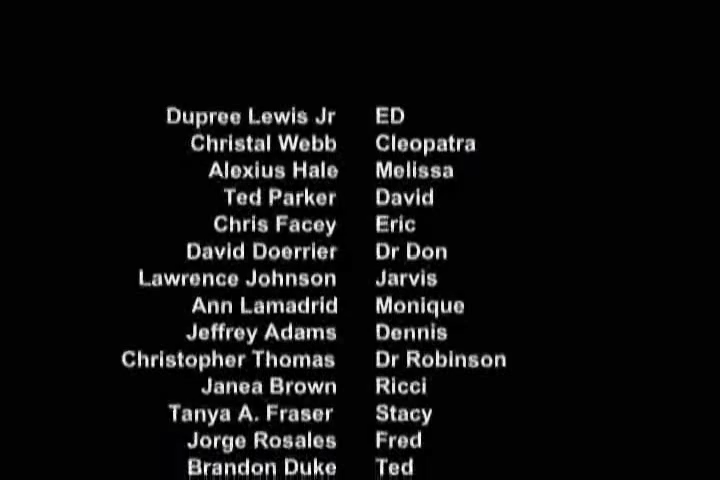 Dupree Lewis Jr ED
Christal Webb Cleopatra
Alexius Hale Melissa
Ted Parker David
Chris Facey Eric
David Doerrier Dr Don
Lawrence Johnson Jarvis
Ann Lamadrid Monique
Jeffrey Adams Dennis
Christopher Thomas Dr Robinson
Janea Brown Ricci
Tanya A. Fraser Stacy
Jorge Rosales Fred
Brandon Duke Ted